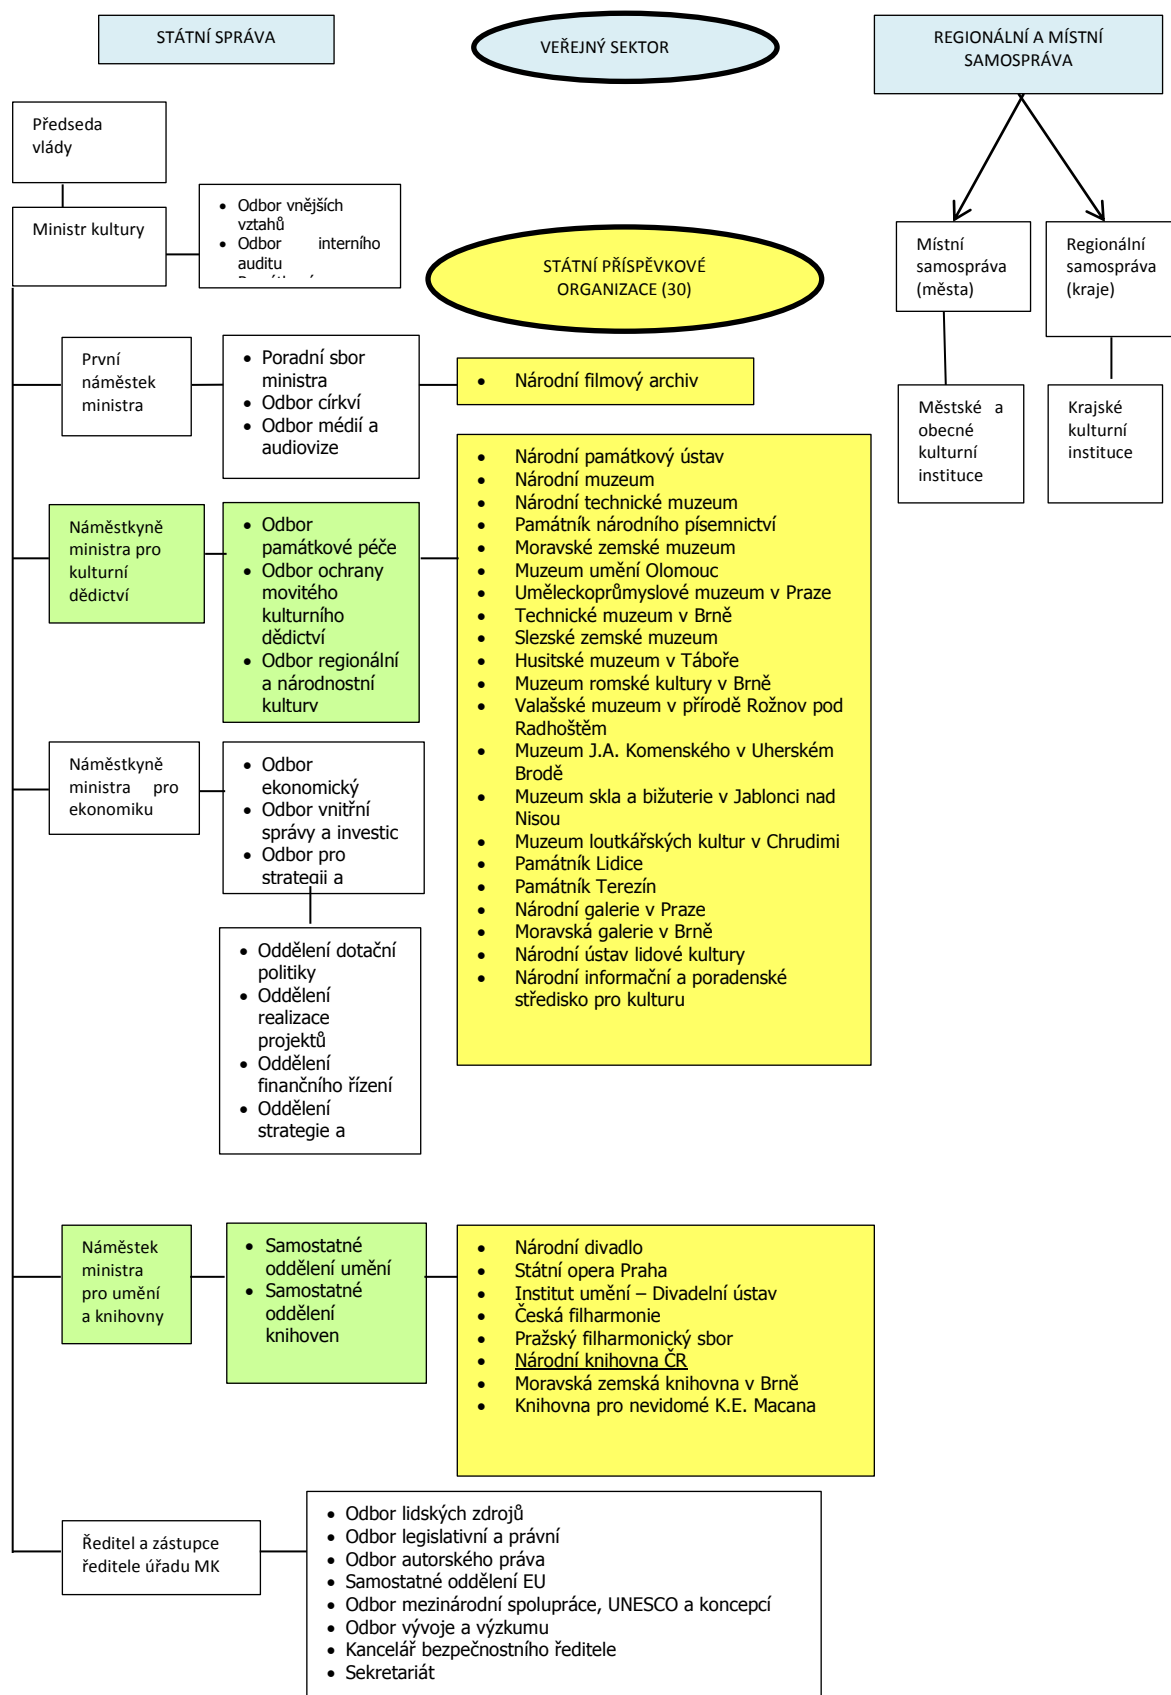 STÁTNÍ SPRÁVA
VEŘEJNÝ SEKTOR
REGIONÁLNÍ A MÍSTNÍ
SAMOSPRÁVA
Předseda
vlády
Ministr kultury
• Odbor vnějších
vztahů
• Odbor interního
auditu
STÁTNÍ PŘÍSPĚVKOVÉ
ORGANIZACE (30)
Místní
samospráva
(města)
Regionální
samospráva
(kraje)
Městské a
obecné
kulturní
instituce
Krajské
kulturní
instituce
První
náměstek
ministra
• Poradní sbor
ministra
• Odbor církví
• Odbor médií a
audiovize
• Národní filmový archiv
Náměstkyně
ministra pro
kulturní
dědictví
• Odbor
památkové péče
• Odbor ochrany
movitého
kulturního
dědictví
• Odbor regionální
a národnostní
kultury
• Národní památkový ústav
• Národní muzeum
• Národní technické muzeum
• Památník národního písemnictví
• Moravské zemské muzeum
• Muzeum umění Olomouc
• Uměleckoprůmyslové muzeum v Praze
• Technické muzeum v Brně
• Slezské zemské muzeum
• Husitské muzeum v Táboře
• Muzeum romské kultury v Brně
• Valašské muzeum v přírodě Rožnov pod
Radhoštěm
• Muzeum J.A. Komenského v Uherském
Brodě
• Muzeum skla a bižuterie v Jablonci nad
Nisou
• Muzeum loutkářských kultur v Chrudimi
• Památník Lidice
• Památník Terezín
• Národní galerie v Praze
• Moravská galerie v Brně
• Národní ústav lidové kultury
• Národní informační a poradenské
středisko pro kulturu
Náměstkyně
ministra pro
ekonomiku
• Odbor
ekonomický
• Odbor vnitřní
správy a investic
• Odbor pro
strategii a
• Oddělení dotační
politiky
• Oddělení
realizace
projektů
• Oddělení
finančního řízení
• Oddělení
strategie a
Náměstek
ministra
pro umění
a knihovny
• Samostatné
oddělení umění
• Samostatné
oddělení
knihoven
• Národní divadlo
• Státní opera Praha
• Institut umění – Divadelní ústav
• Česká filharmonie
• Pražský filharmonický sbor
• Národní knihovna ČR
• Moravská zemská knihovna v Brně
• Knihovna pro nevidomé K.E. Macana
Ředitel a zástupce
ředitele úřadu MK
• Odbor lidských zdrojů
• Odbor legislativní a právní
• Odbor autorského práva
• Samostatné oddělení EU
• Odbor mezinárodní spolupráce, UNESCO a koncepcí
• Odbor vývoje a výzkumu
• Kancelář bezpečnostního ředitele
• Sekretariát